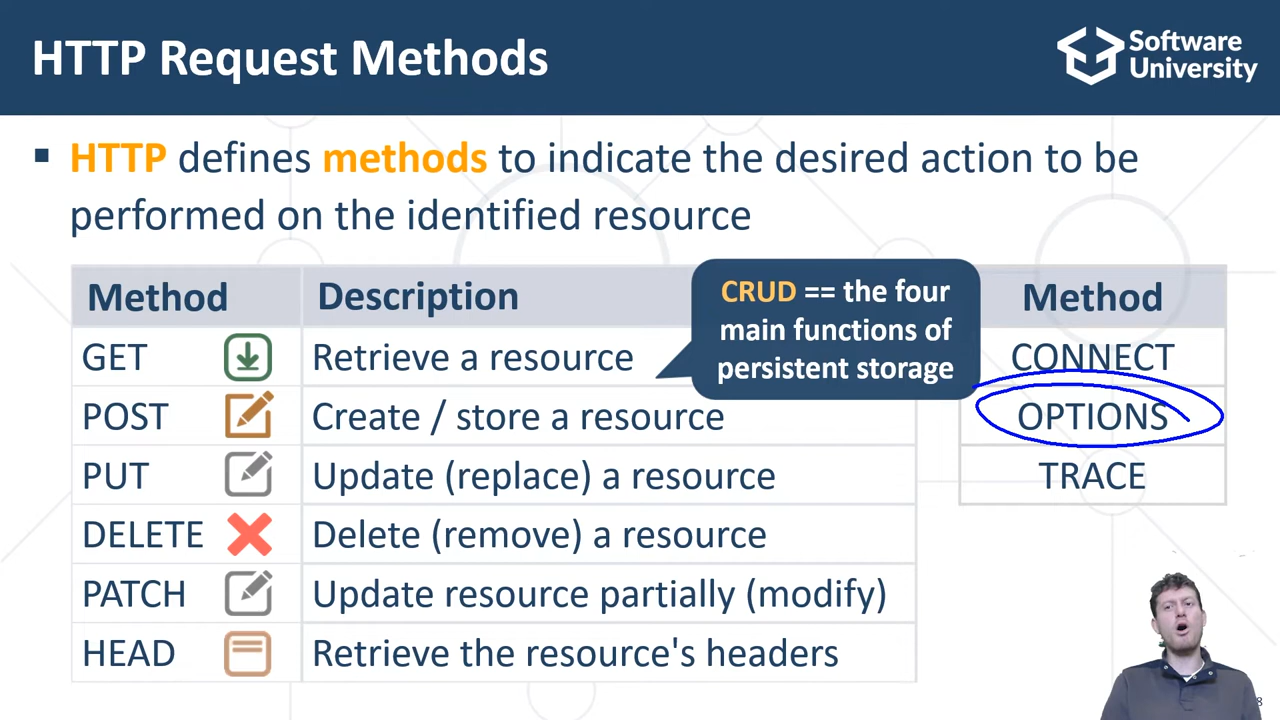 HTTP Request Methods
Software
University
▪ HTTP defines methods to indicate the desired action to be
performed on the identified resource
Method Description
GET Retrieve a resource
POST Create / store a resource
PUT Update (replace) a resource
DELETE Delete (remove) a resource
PATCH Update resource partially (modify)
HEAD Retrieve the resource's headers
CRUD == the four
main functions of
persistent storage
Method
CONNECT
OPTIONS
TRACE